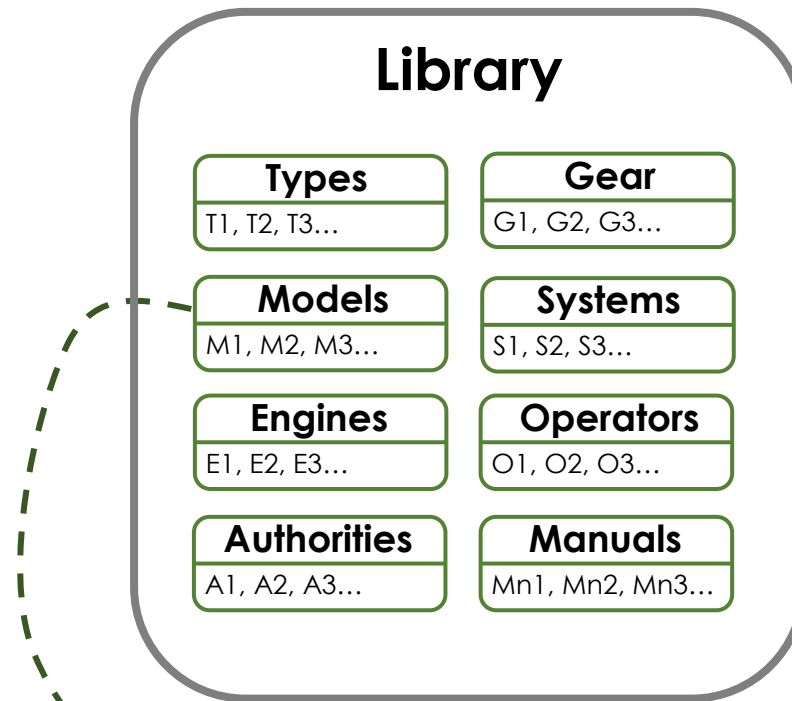 Library
Types
T1, T2, T3…
Gear
G1, G2, G3…
Models
M1, M2, M3…
Systems
S1, S2, S3…
Engines
E1, E2, E3…
Operators
O1, O2, O3…
Authorities
A1, A2, A3…
Manuals
Mn1, Mn2, Mn3…